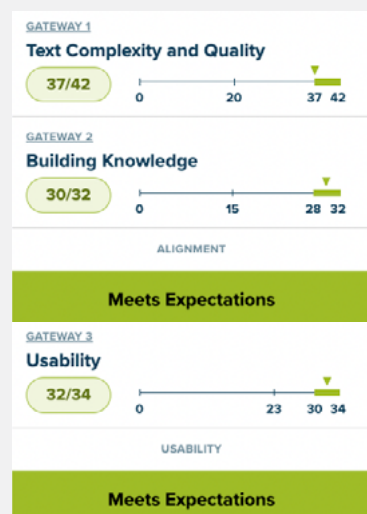 GATEWAY 1
Text Complexity and Quality
37/42
0 20 37 42
GATEWAY 2
Building Knowledge
30/32
0 15 28 32
ALIGNMENT
Meets Expectations
GATEWAY 3
Usability
32/34
0 23 30 34
USABILITY
Meets Expectations